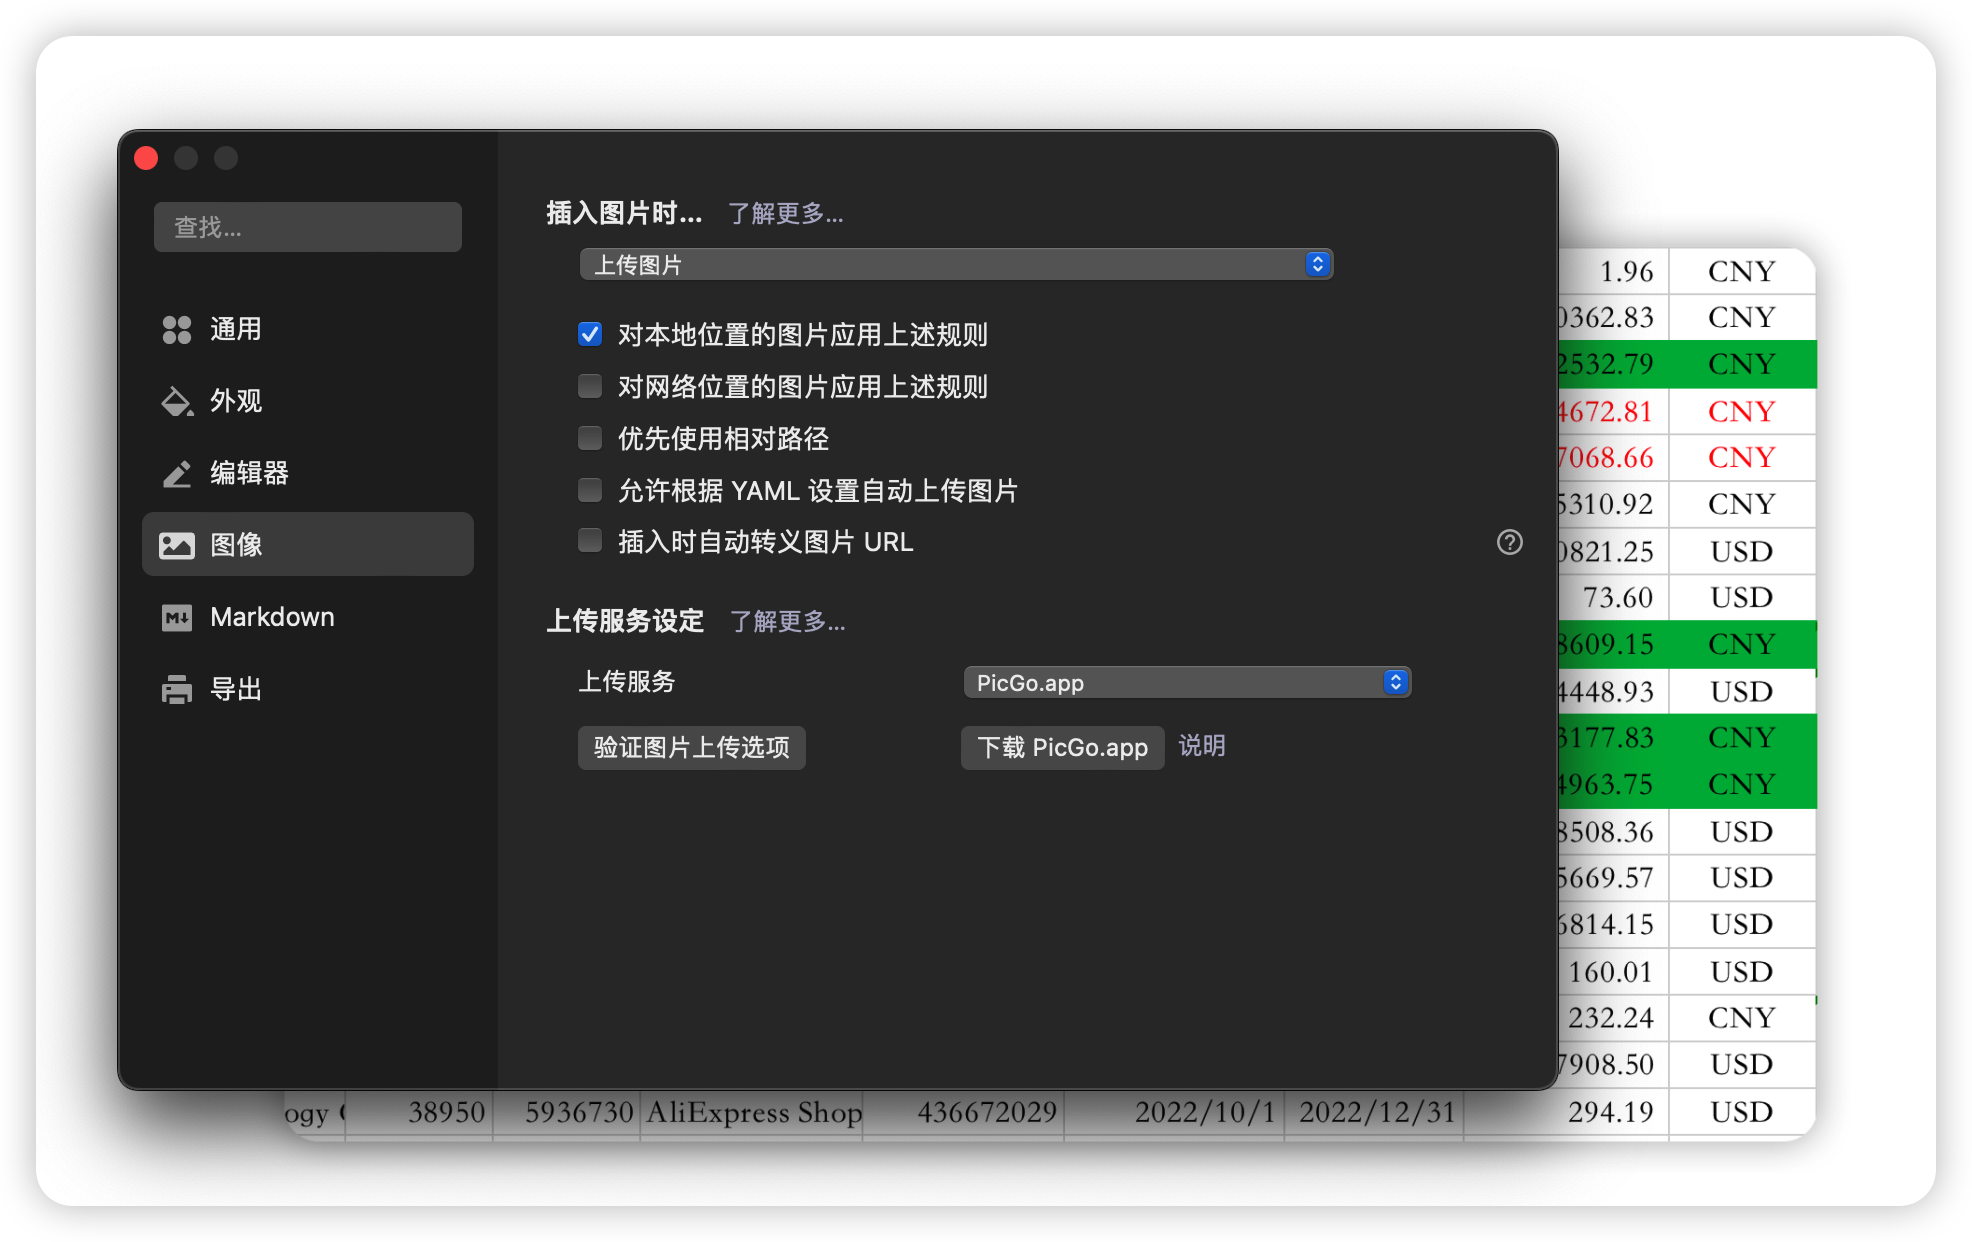 查找...
通用
外观
编辑器
图像
Markdown
导出
插入图片时... 了解更多...
上传图片
对本地位置的图片应用上述规则
对网络位置的图片应用上述规则
优先使用相对路径
允许根据 YAML 设置自动上传图片
插入时自动转义图片 URL
上传服务设定 了解更多...
上传服务 PicGo.app
验证图片上传选项 下载 PicGo.app 说明
1.96 CNY
0362.83 CNY
2532.79 CNY
4672.81 CNY
7068.66 CNY
5310.92 CNY
0821.25 USD
73.60 USD
8609.15 CNY
4448.93 USD
3177.83 CNY
4963.75 CNY
8508.36 USD
5669.57 USD
6814.15 USD
160.01 USD
232.24 CNY
7908.50 USD
ogy 38950 5936730 AliExpress Shop 436672029 2022/10/1 2022/12/31 294.19 USD